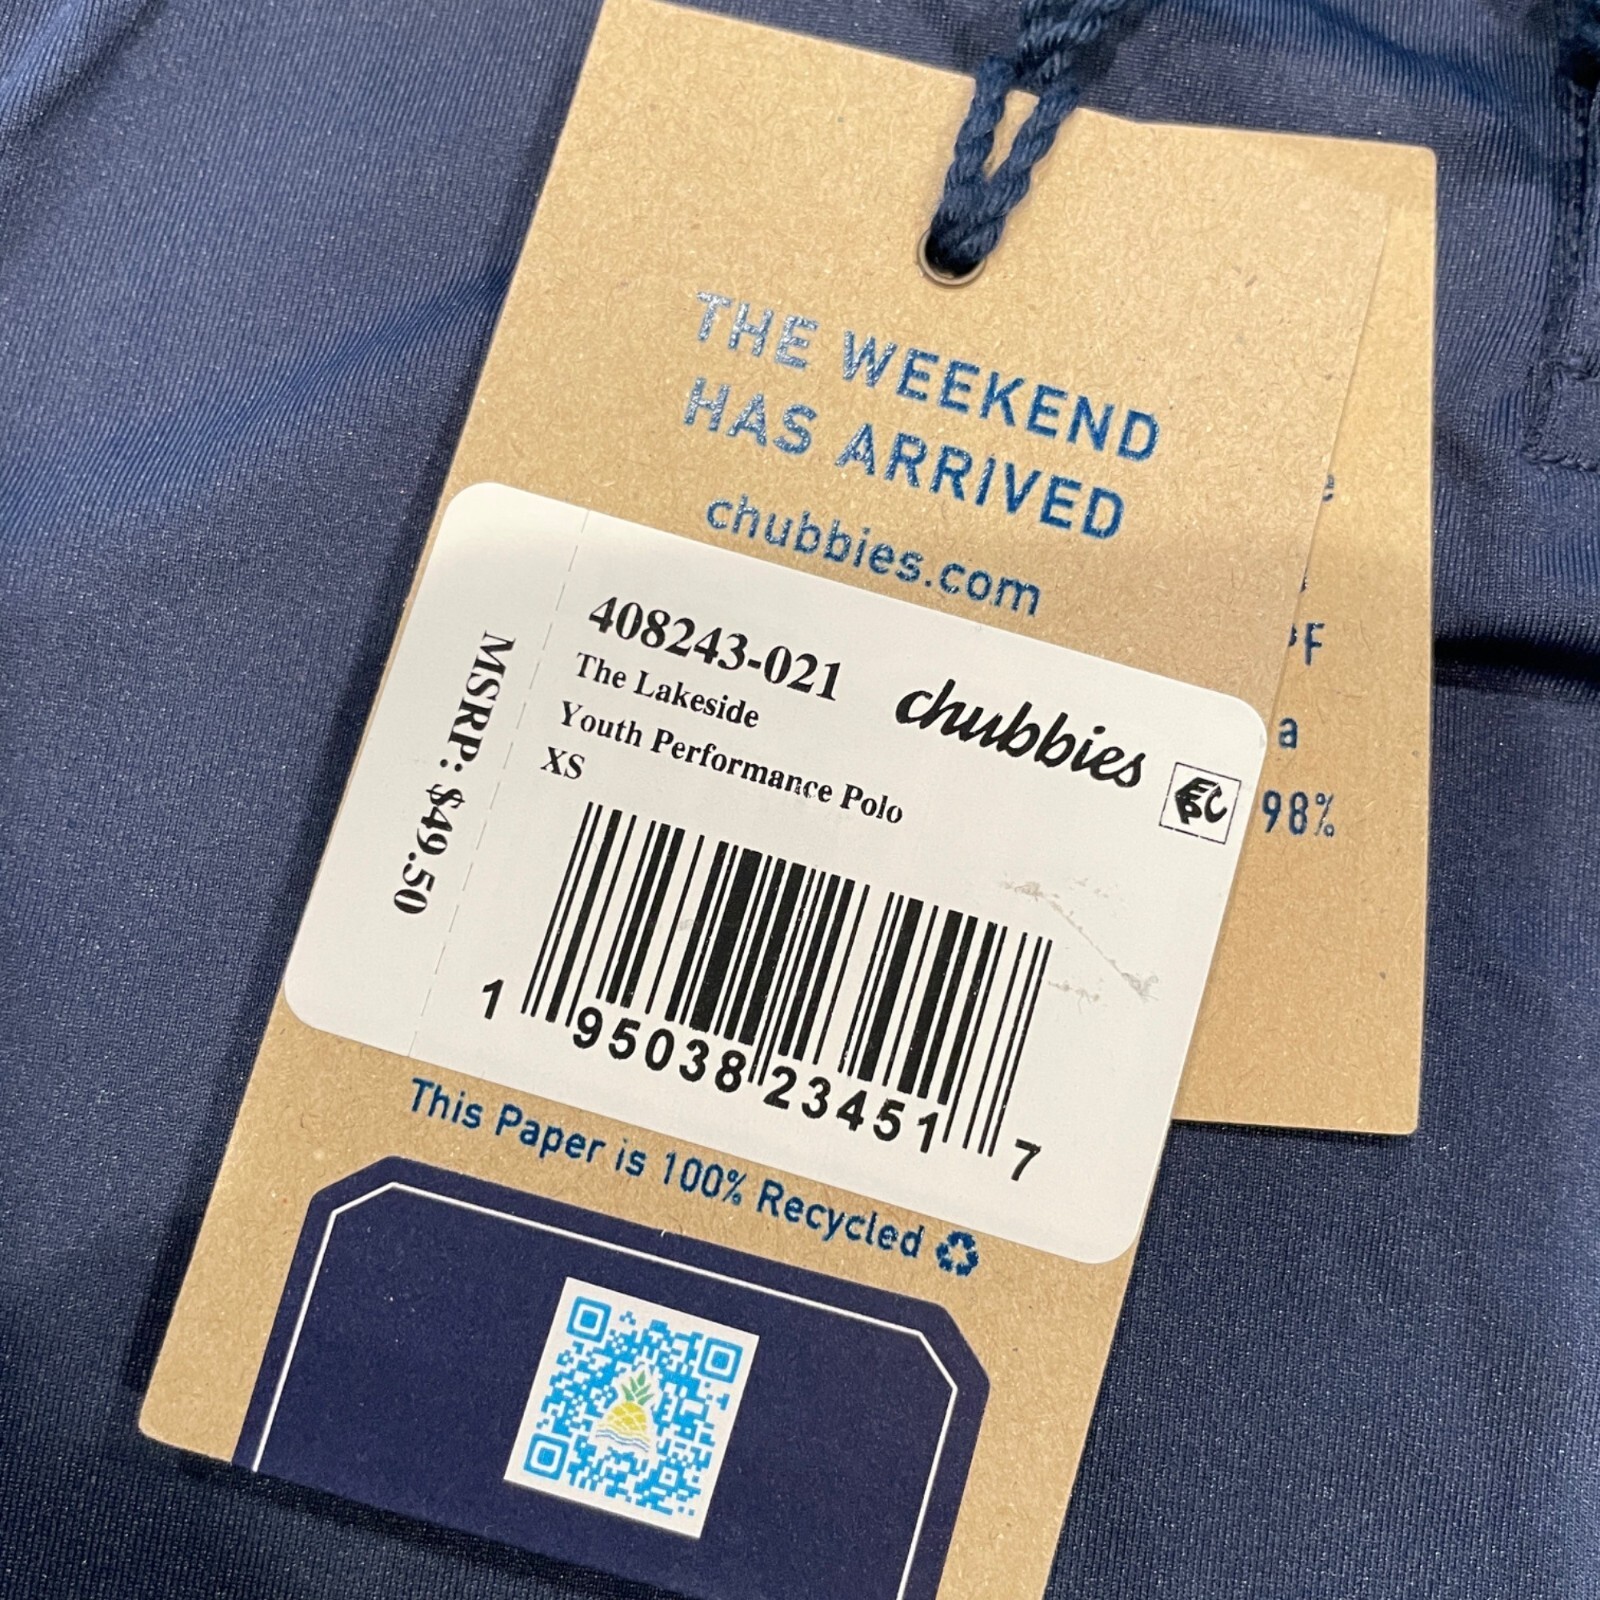 THE WEEKEND
HAS ARRIVED
chubbies.com
408243-021
The Lakeside
Youth Performance Polo
XS
chubbies
MSRP: $49.50
1 95038 23451 7
This Paper is 100% Recycled
e
F
a
98%